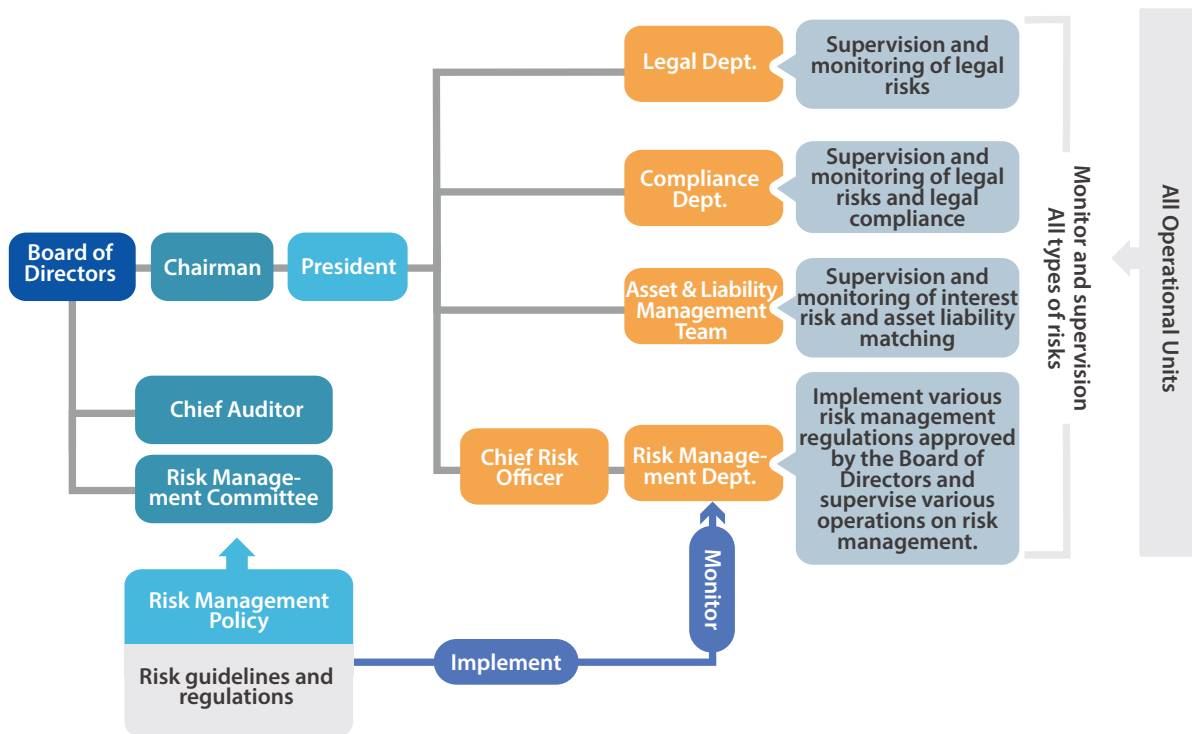 Board of
Directors
Chairman
President
Legal Dept.
Supervision and
monitoring of legal
risks
Compliance
Dept.
Supervision and
monitoring of legal
risks and legal
compliance
Asset & Liability
Management
Team
Supervision and
monitoring of interest
risk and asset liability
matching
Chief Risk
Officer
Risk Manage-
ment Dept.
Implement various
risk management
regulations approved
by the Board of
Directors and
supervise various
operations on risk
management.
Monitor and supervision
All types of risks
All Operational Units
Chief Auditor
Risk Manage-
ment Committee
Risk Management
Policy
Risk guidelines and
regulations
Implement
Monitor